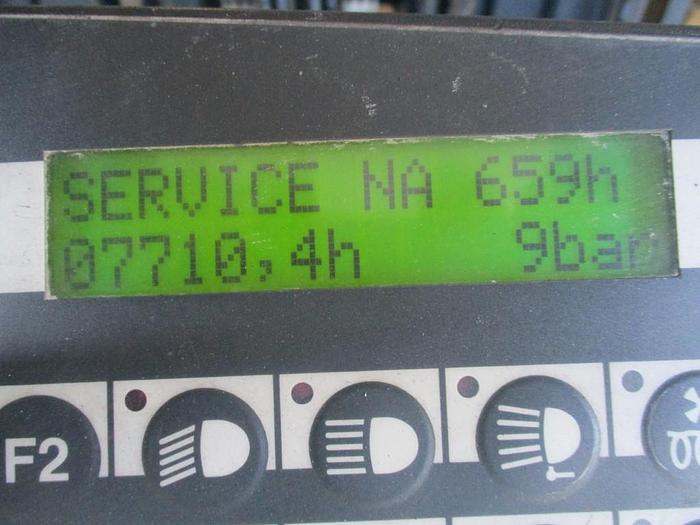 SERVICE NA 659h
07710,4h 9bar
F2